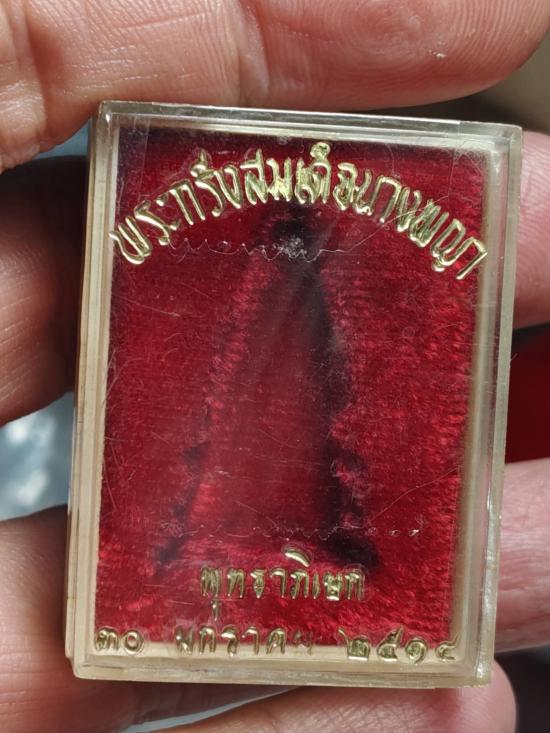 พระกริ่งสมเด็จนางพญา
พุทธาภิเษก
๓๐ มกราคม ๒๕๑๘